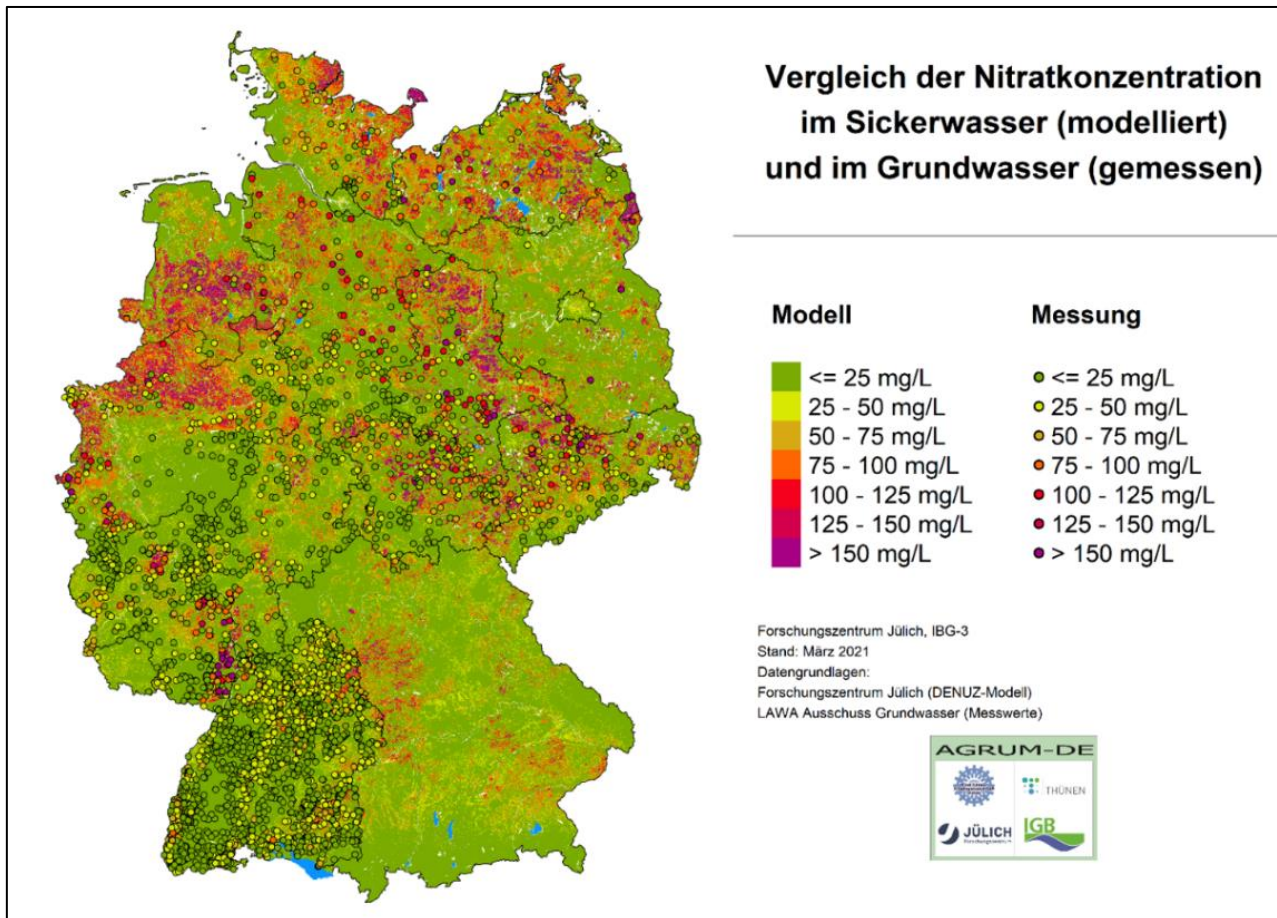 Vergleich der Nitratkonzentration
im Sickerwasser (modelliert)
und im Grundwasser (gemessen)
Modell
<= 25 mg/L
25 - 50 mg/L
50 - 75 mg/L
75 - 100 mg/L
100 - 125 mg/L
125 - 150 mg/L
> 150 mg/L
Messung
<= 25 mg/L
25 - 50 mg/L
50 - 75 mg/L
75 - 100 mg/L
100 - 125 mg/L
125 - 150 mg/L
> 150 mg/L
Forschungszentrum Jülich, IBG-3
Stand: März 2021
Datengrundlagen:
Forschungszentrum Jülich (DENUZ-Modell)
LAWA Ausschuss Grundwasser (Messwerte)
AGRUM-DE
THÜNEN
JÜLICH
Forschungszentrum
IGB